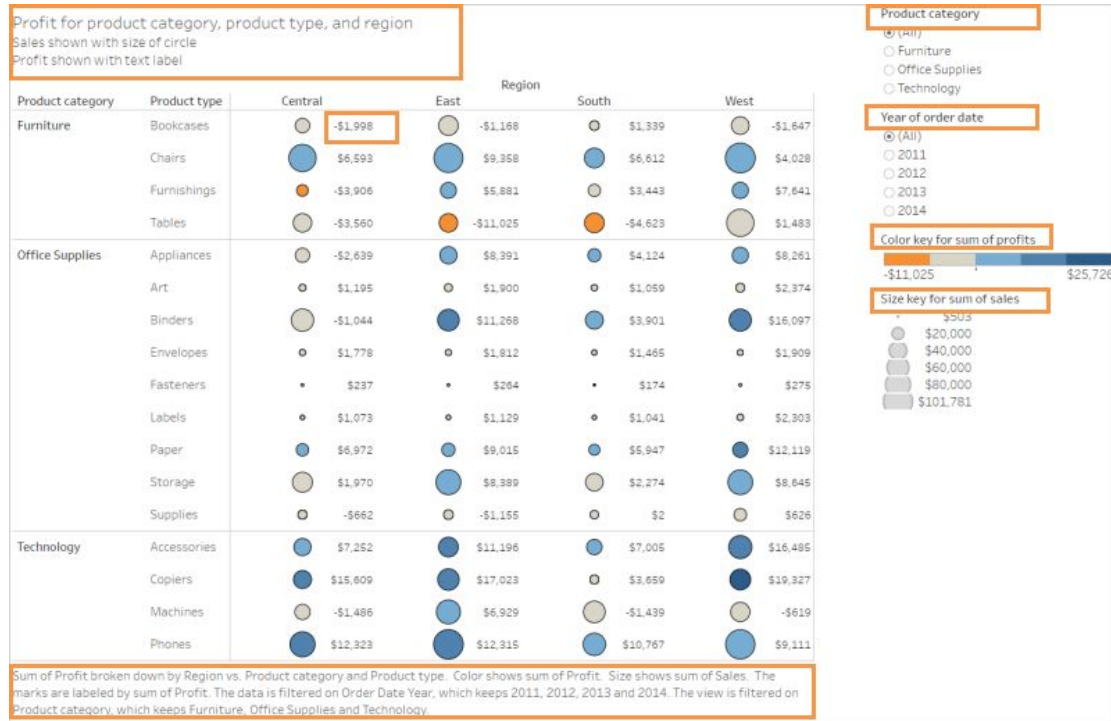 Profit for product category, product type, and region
Sales shown with size of circle
Profit shown with text label
Region
Product category Product type Central East South West
Furniture Bookcases -$1,998 -$1,168 $1,339 -$1,647
Chairs $6,593 $9,358 $6,612 $4,028
Furnishings -$3,906 $5,881 $3,443 $7,641
Tables -$3,560 -$11,025 -$4,623 $1,483
Office Supplies Appliances -$2,639 $8,391 $4,124 $8,261
Art $1,195 $1,900 $1,059 $2,374
Binders -$1,044 $11,268 $3,901 $16,097
Envelopes $1,778 $1,812 $1,465 $1,909
Fasteners $237 $264 $174 $275
Labels $1,073 $1,129 $1,041 $2,303
Paper $6,972 $9,015 $5,947 $12,119
Storage $1,970 $8,389 $2,274 $8,645
Supplies -$662 -$1,155 $2 $626
Technology Accessories $7,252 $11,196 $7,005 $16,485
Copiers $15,609 $17,023 $3,659 $19,327
Machines -$1,486 $6,929 -$1,439 -$619
Phones $12,323 $12,315 $10,767 $9,111
Sum of Profit broken down by Region vs. Product category and Product type. Color shows sum of Profit. Size shows sum of Sales. The
marks are labeled by sum of Profit. The data is filtered on Order Date Year, which keeps 2011, 2012, 2013 and 2014. The view is filtered on
Product category, which keeps Furniture, Office Supplies and Technology.
Product category
(All)
Furniture
Office Supplies
Technology
Year of order date
(All)
2011
2012
2013
2014
Color key for sum of profits
-$11,025 $25,726
Size key for sum of sales
$503
$20,000
$40,000
$60,000
$80,000
$101,781